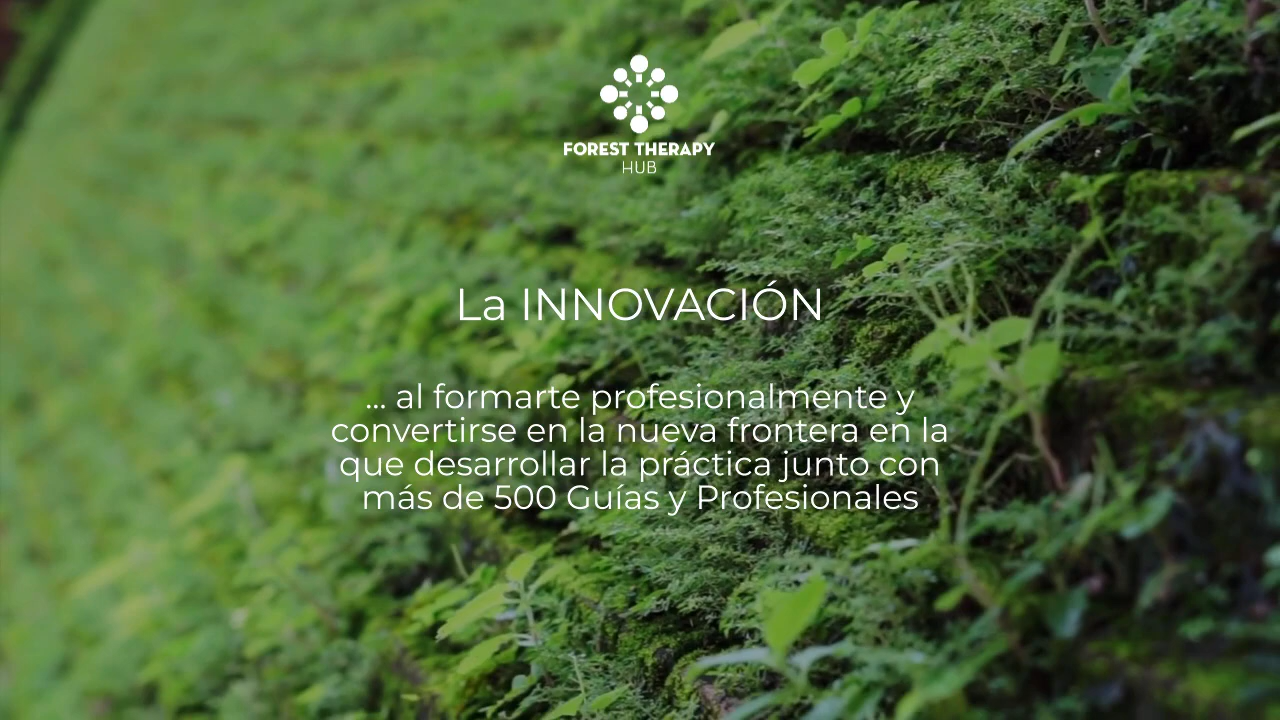 FOREST THERAPY
HUB
La INNOVACIÓN
... al formarte profesionalmente y
convertirse en la nueva frontera en la
que desarrollar la práctica junto con
más de 500 Guías y Profesionales